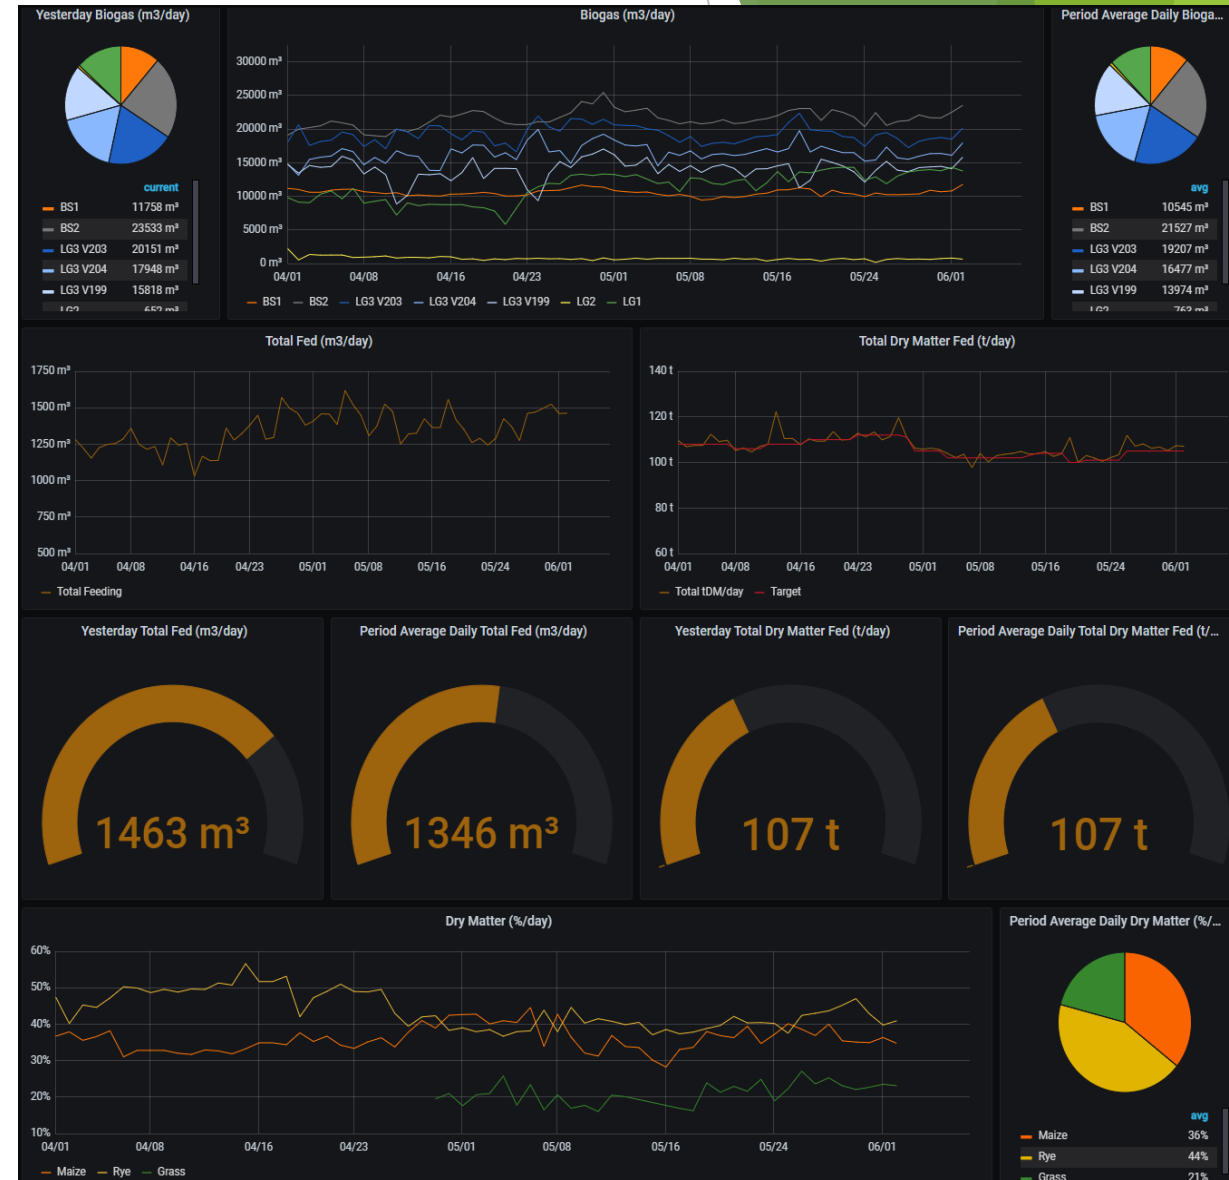 Yesterday Biogas (m3/day)
current
BS1 11758 m³
BS2 23533 m³
LG3 V203 20151 m³
LG3 V204 17948 m³
LG3 V199 15818 m³
LG2 652 m³
Biogas (m3/day)
30000 m³
25000 m³
20000 m³
15000 m³
10000 m³
5000 m³
0 m³
04/01 04/08 04/16 04/23 05/01 05/08 05/16 05/24 06/01
BS1 BS2 LG3 V203 LG3 V204 LG3 V199 LG2 LG1
Period Average Daily Bioga...
avg
BS1 10545 m³
BS2 21527 m³
LG3 V203 19207 m³
LG3 V204 16477 m³
LG3 V199 13974 m³
LG2 763 m³
Total Fed (m3/day)
1750 m³
1500 m³
1250 m³
1000 m³
750 m³
500 m³
04/01 04/08 04/16 04/23 05/01 05/08 05/16 05/24 06/01
Total Feeding
Total Dry Matter Fed (t/day)
140 t
120 t
100 t
80 t
60 t
04/01 04/08 04/16 04/23 05/01 05/08 05/16 05/24 06/01
Total tDM/day Target
Yesterday Total Fed (m3/day)
1463 m³
Period Average Daily Total Fed (m3/day)
1346 m³
Yesterday Total Dry Matter Fed (t/day)
107 t
Period Average Daily Total Dry Matter Fed (t/...
107 t
Dry Matter (%/day)
60%
50%
40%
30%
20%
10%
04/01 04/08 04/16 04/23 05/01 05/08 05/16 05/24 06/01
Maize Rye Grass
Period Average Daily Dry Matter (%/...
avg
Maize 36%
Rye 44%
Grass 21%